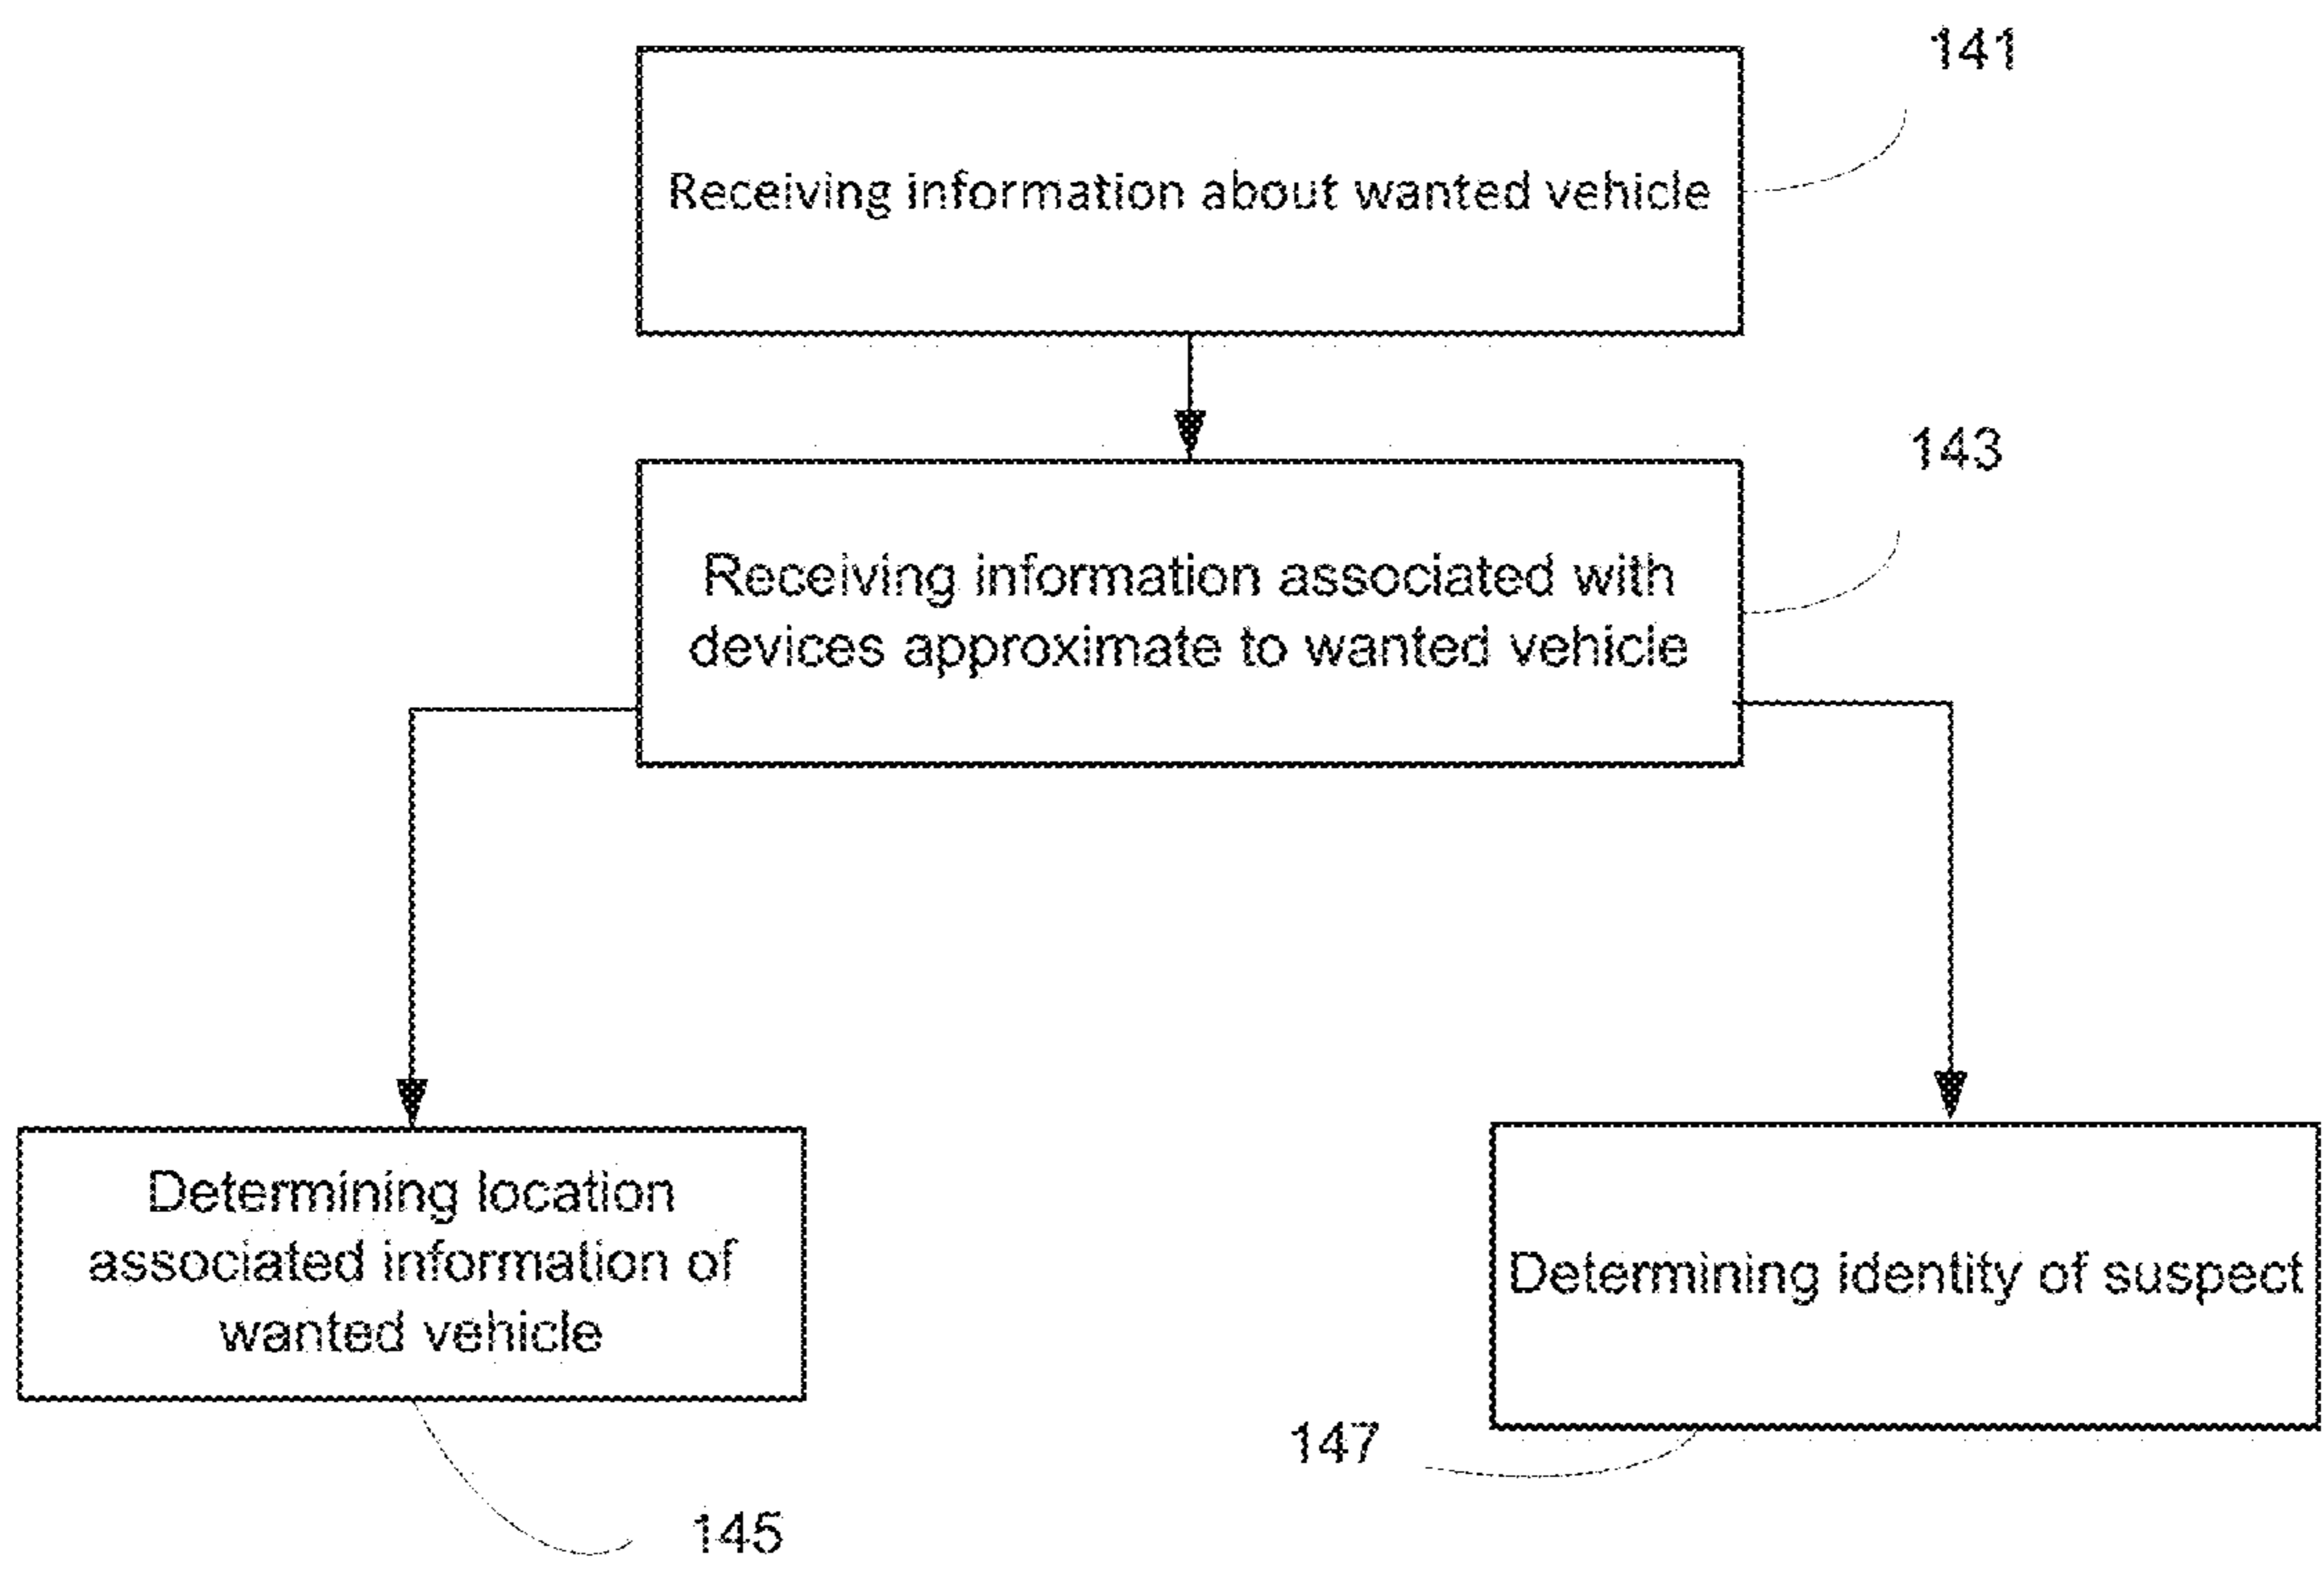 141
Receiving information about wanted vehicle
143
Receiving information associated with
devices approximate to wanted vehicle
Determining location
associated information of
wanted vehicle
Determining identity of suspect
147
145